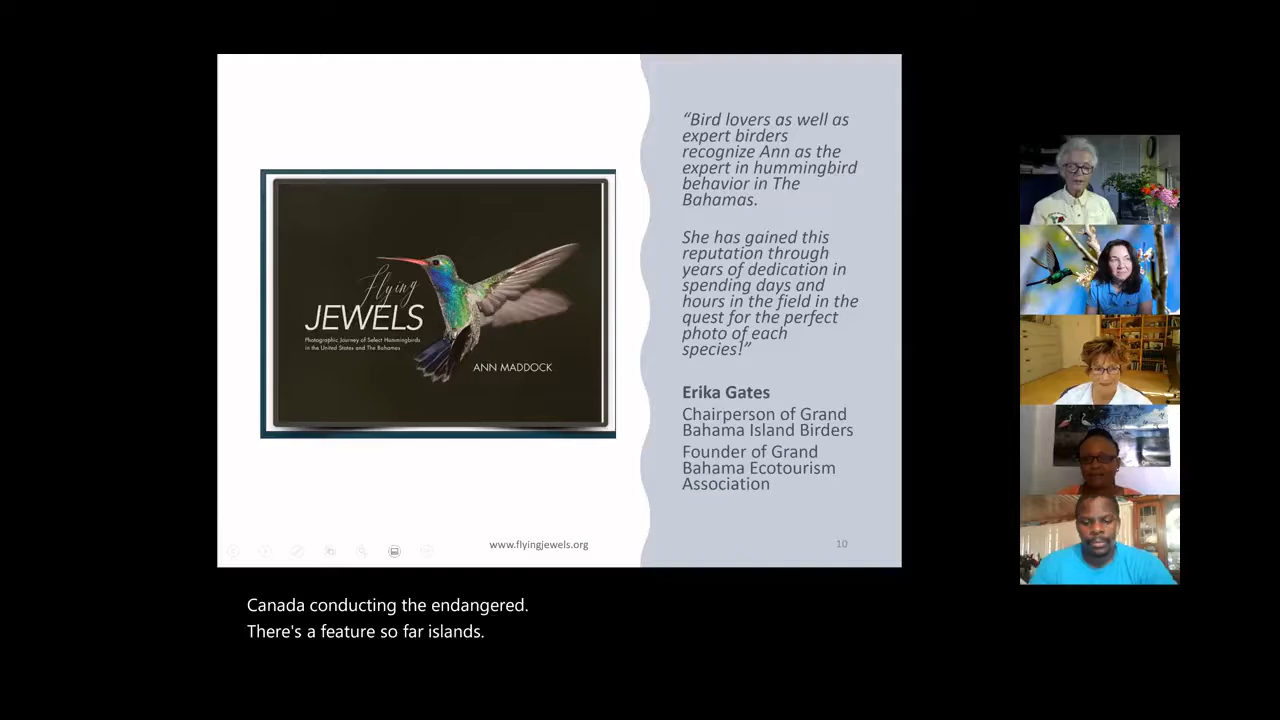 Flying
JEWELS
Photographic Journey of Select Hummingbirds
in the United States and The Bahamas
ANN MADDOCK
“Bird lovers as well as
expert birders
recognize Ann as the
expert in hummingbird
behavior in The
Bahamas.
She has gained this
reputation through
years of dedication in
spending days and
hours in the field in the
quest for the perfect
photo of each
species!”
Erika Gates
Chairperson of Grand
Bahama Island Birders
Founder of Grand
Bahama Ecotourism
Association
www.flyingjewels.org
10
Canada conducting the endangered.
There's a feature so far islands.